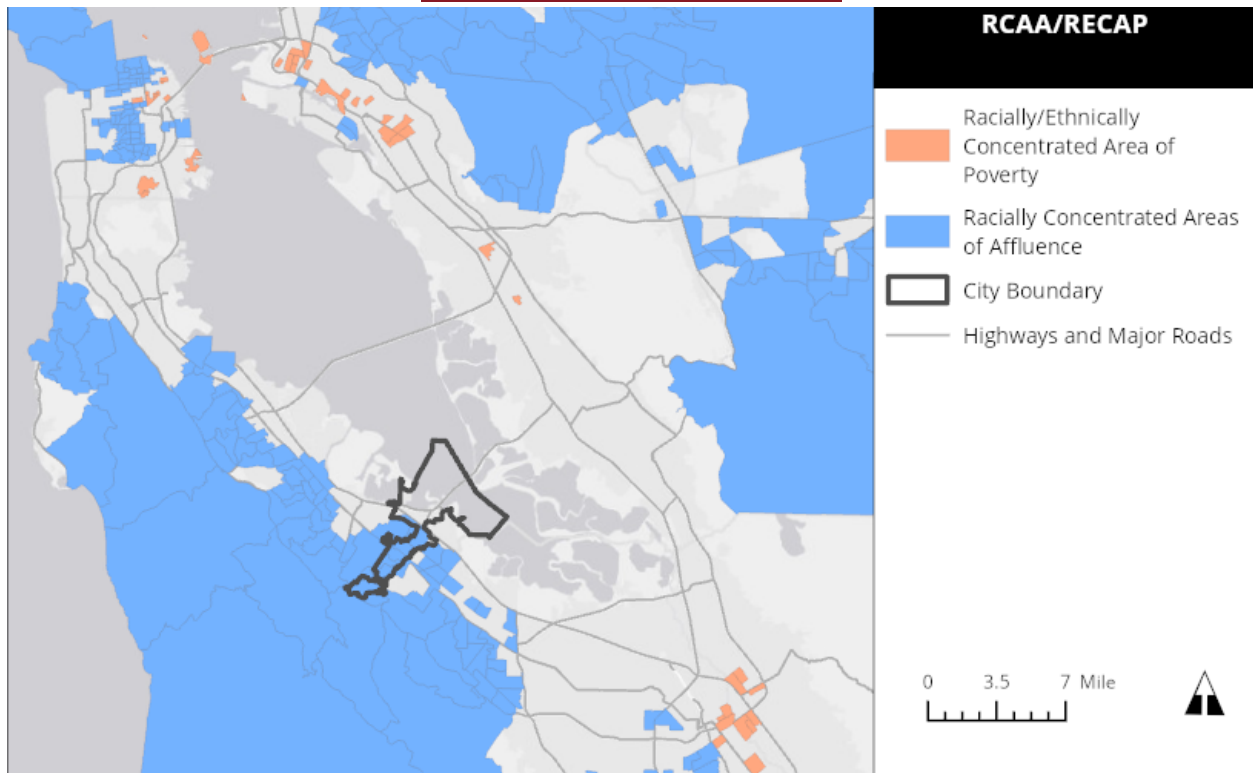 RCAA/RECAP
Racially/Ethnically
Concentrated Area of
Poverty
Racially Concentrated Areas
of Affluence
City Boundary
Highways and Major Roads
0 3.5 7 Mile